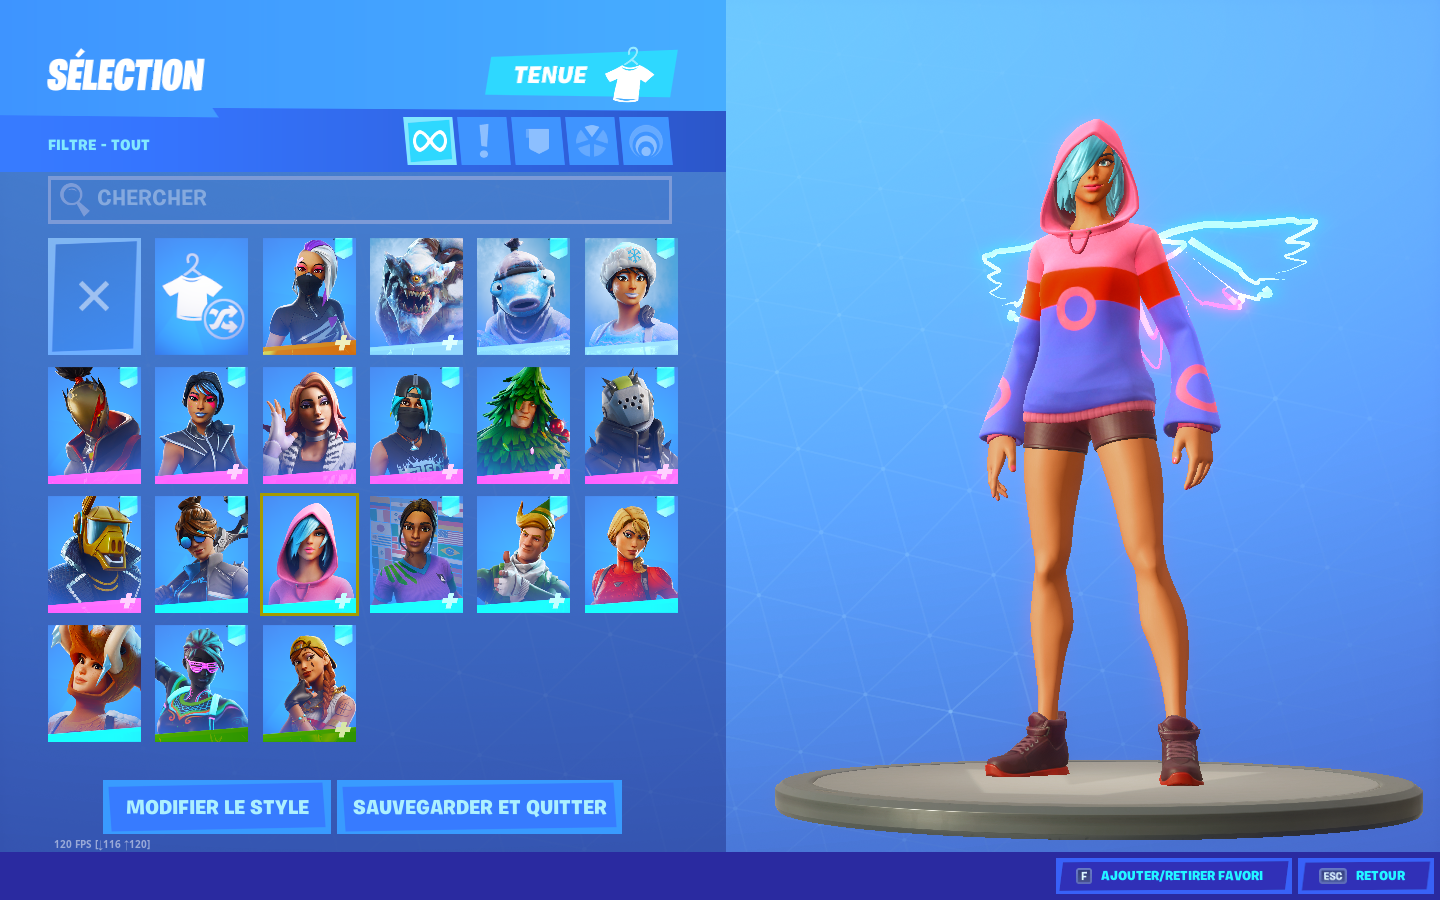 SÉLECTION
TENUE
FILTRE - TOUT
CHERCHER
MODIFIER LE STYLE
SAUVEGARDER ET QUITTER
120 FPS [↓116 ↑120]
F AJOUTER/RETIRER FAVORI
ESC RETOUR